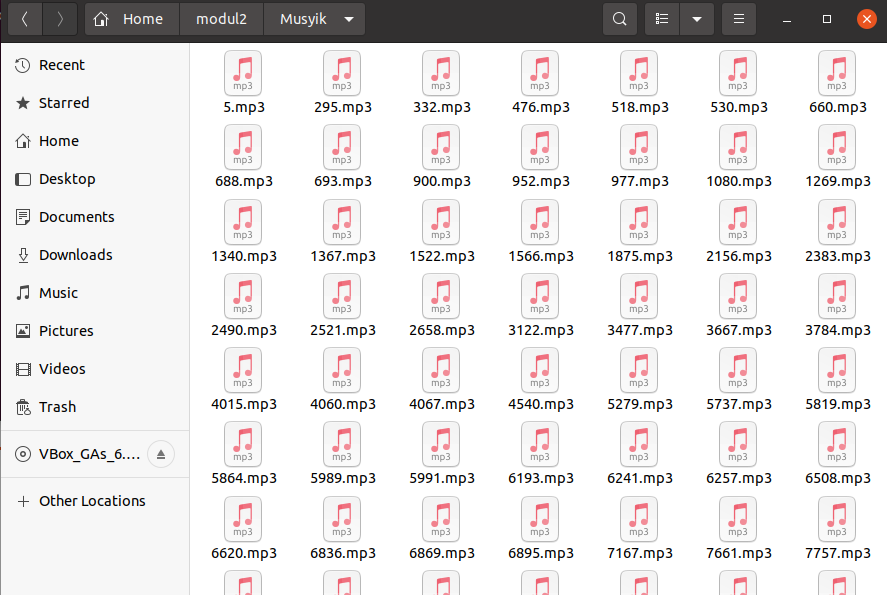 Home modul2 Musyik
Recent
Starred
Home
Desktop
Documents
Downloads
Music
Pictures
Videos
Trash
VBox_GAs_6....
Other Locations
mp3 mp3 mp3 mp3 mp3 mp3 mp3
5.mp3 295.mp3 332.mp3 476.mp3 518.mp3 530.mp3 660.mp3
mp3 mp3 mp3 mp3 mp3 mp3 mp3
688.mp3 693.mp3 900.mp3 952.mp3 977.mp3 1080.mp3 1269.mp3
mp3 mp3 mp3 mp3 mp3 mp3 mp3
1340.mp3 1367.mp3 1522.mp3 1566.mp3 1875.mp3 2156.mp3 2383.mp3
mp3 mp3 mp3 mp3 mp3 mp3 mp3
2490.mp3 2521.mp3 2658.mp3 3122.mp3 3477.mp3 3667.mp3 3784.mp3
mp3 mp3 mp3 mp3 mp3 mp3 mp3
4015.mp3 4060.mp3 4067.mp3 4540.mp3 5279.mp3 5737.mp3 5819.mp3
mp3 mp3 mp3 mp3 mp3 mp3 mp3
5864.mp3 5989.mp3 5991.mp3 6193.mp3 6241.mp3 6257.mp3 6508.mp3
mp3 mp3 mp3 mp3 mp3 mp3 mp3
6620.mp3 6836.mp3 6869.mp3 6895.mp3 7167.mp3 7661.mp3 7757.mp3